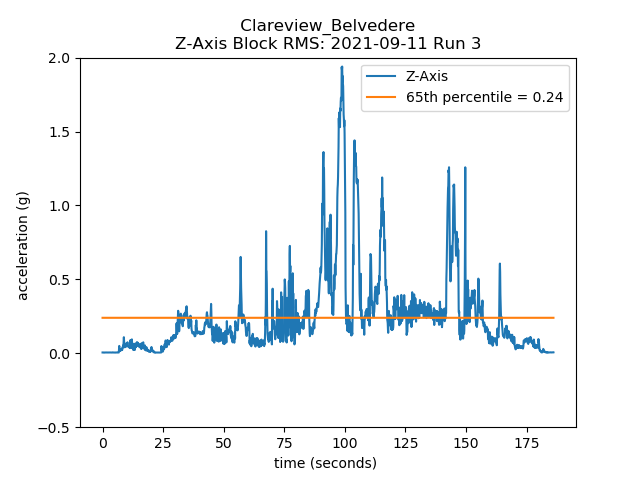 Clareview_Belvedere
Z-Axis Block RMS: 2021-09-11 Run 3
Z-Axis
65th percentile = 0.24
2.0
1.5
1.0
0.5
0.0
−0.5
acceleration (g)
0 25 50 75 100 125 150 175
time (seconds)